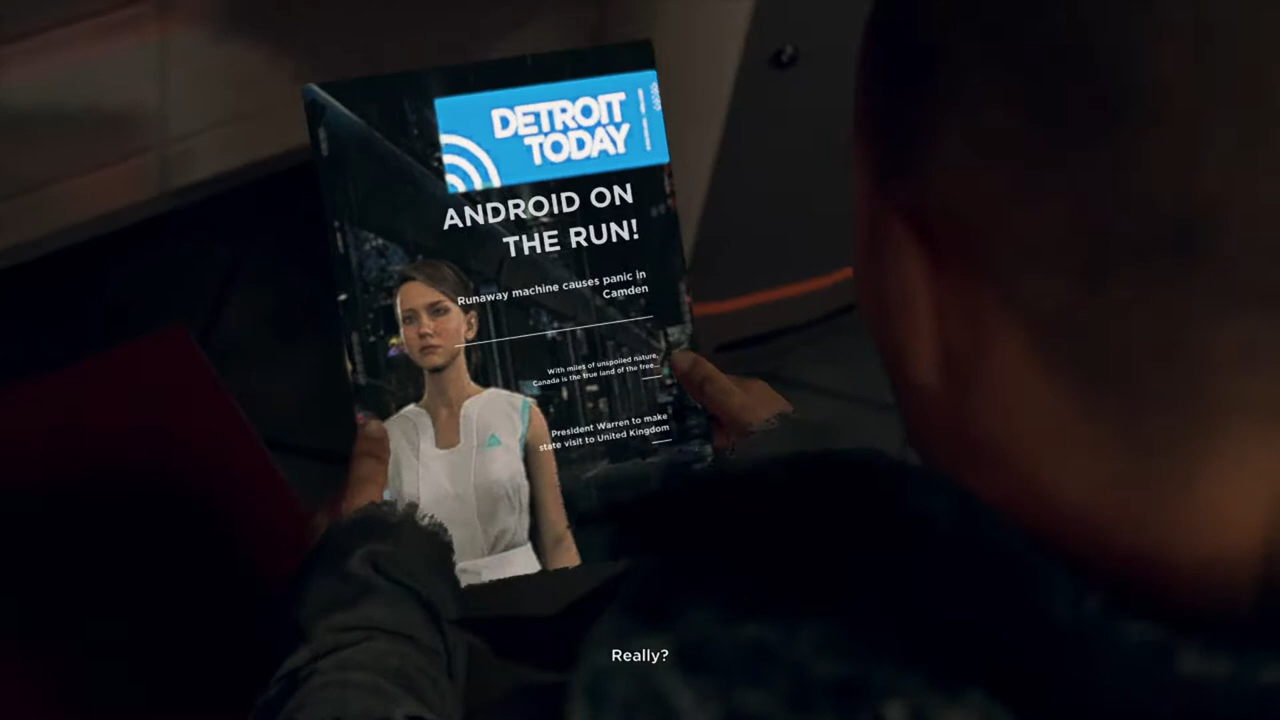 DETROIT
TODAY
ANDROID ON
THE RUN!
Runaway machine causes panic in
Camden
With miles of unspoiled nature,
Canada is the true land of the free...
President Warren to make
state visit to United Kingdom
Really?